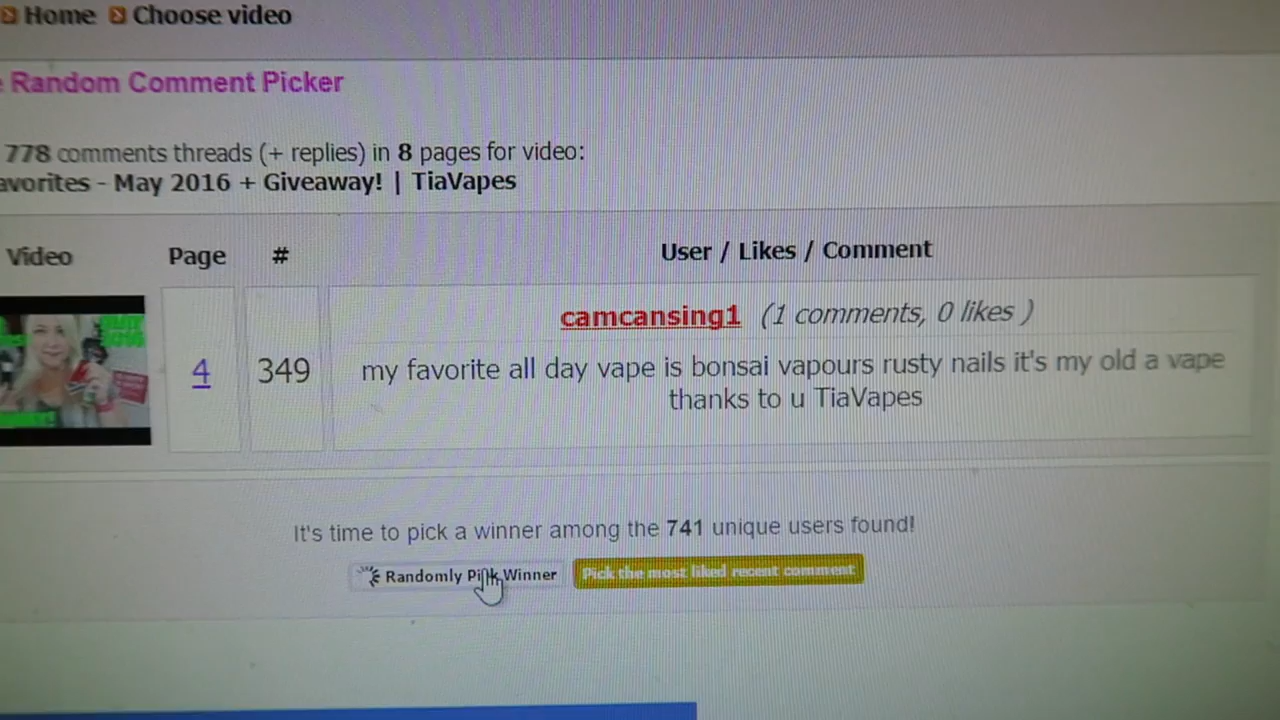 Home Choose video
Random Comment Picker
778 comments threads (+ replies) in 8 pages for video:
avorites - May 2016 + Giveaway! | TiaVapes
Video Page # User / Likes / Comment
camcansing1 (1 comments, 0 likes )
4 349 my favorite all day vape is bonsai vapours rusty nails it's my old a vape
thanks to u TiaVapes
It's time to pick a winner among the 741 unique users found!
Randomly Pick Winner Pick the most liked recent comment